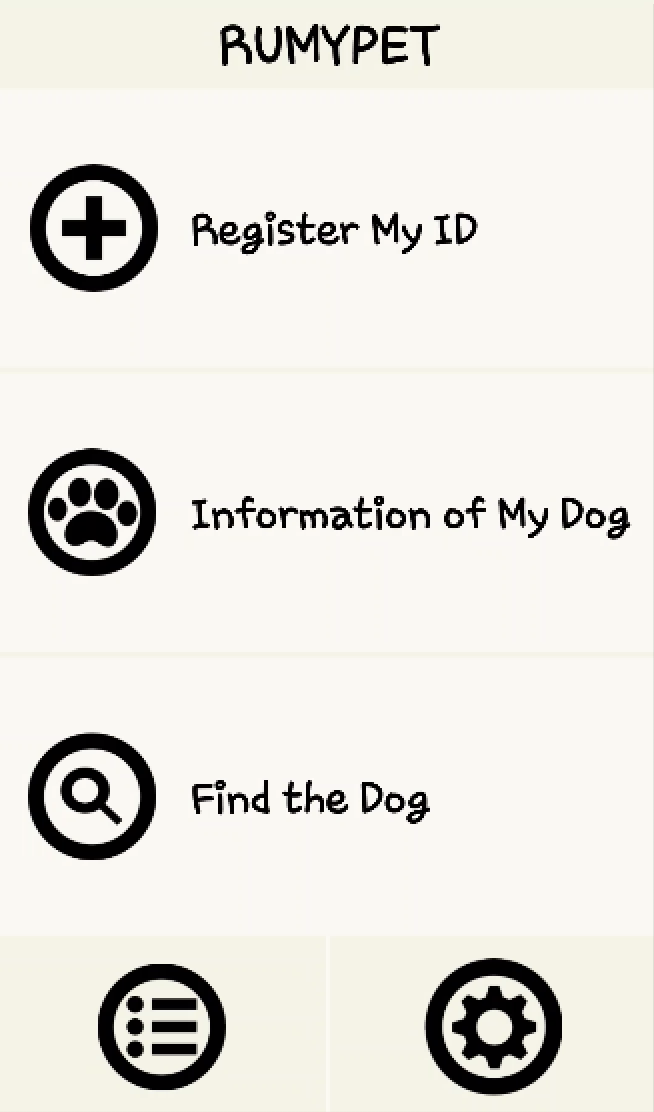 RUMYPET
Register My ID
Information of My Dog
Find the Dog